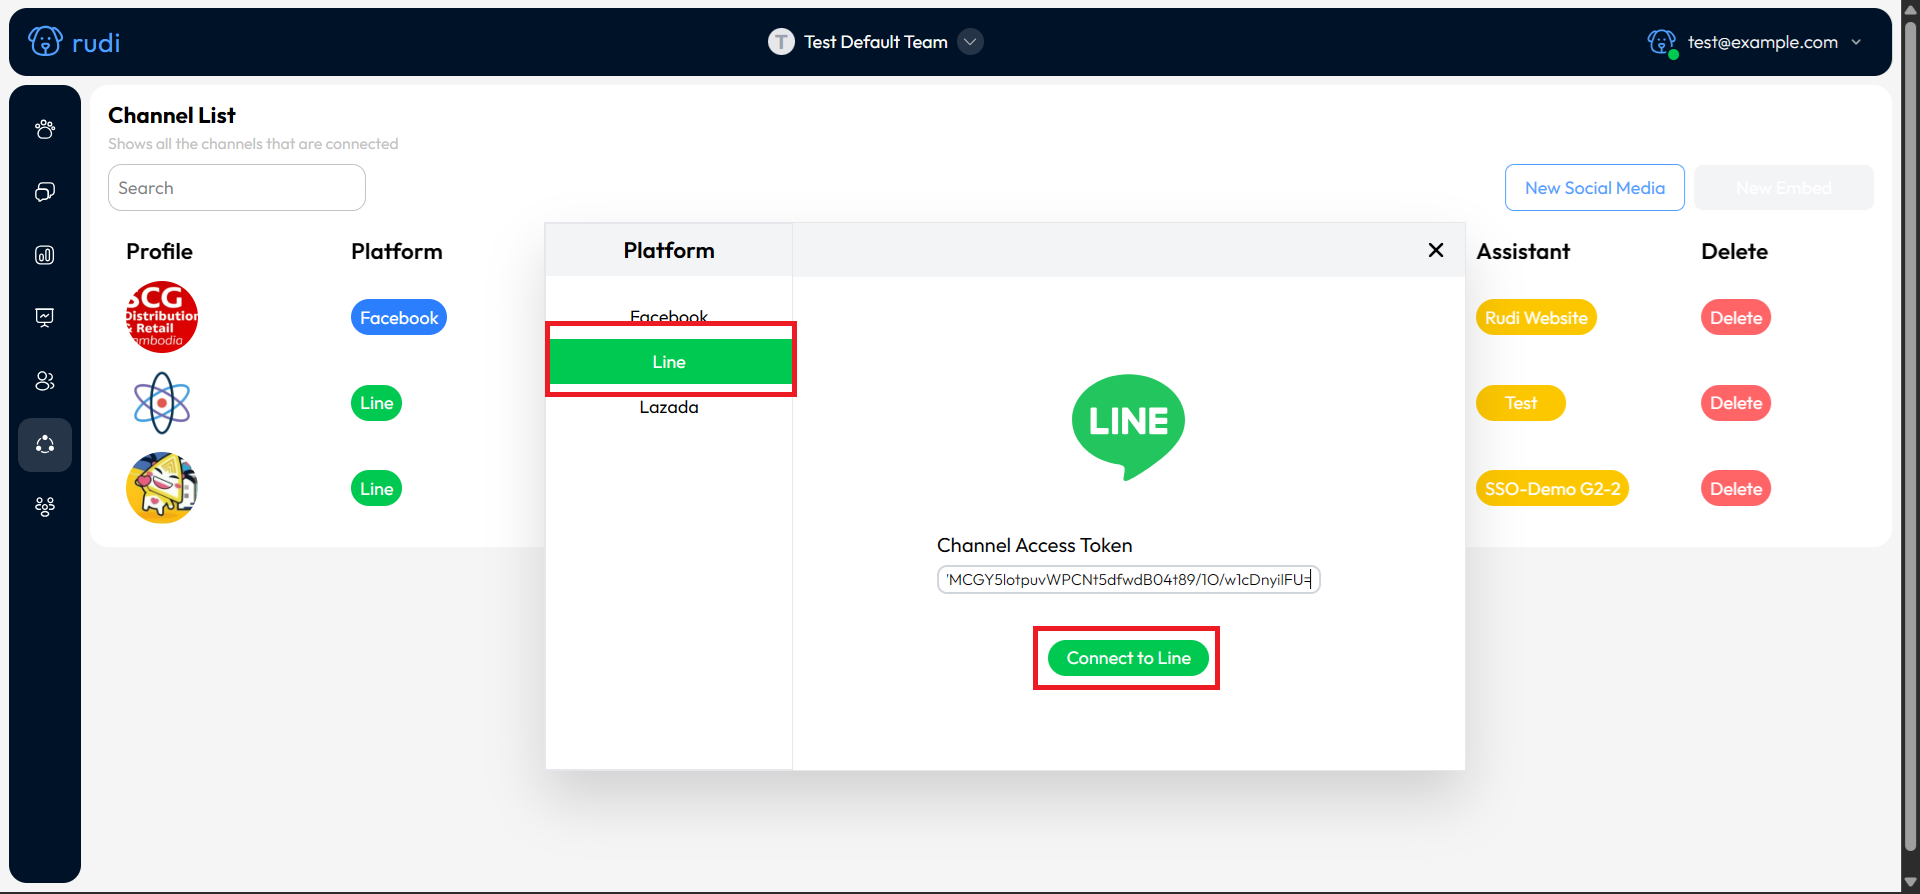 rudi
T Test Default Team
test@example.com
Channel List
Shows all the channels that are connected
Search
New Social Media
New Embed
Profile
Platform
Assistant
Delete
SCG
Distribution
& Retail
mbodia
Facebook
Rudi Website
Delete
Line
Test
Delete
Line
SSO-Demo G2-2
Delete
Platform
Facebook
Line
Lazada
LINE
Channel Access Token
'MCGY5lotpuvWPCNt5dfwdB04t89/1O/w1cDnyilFU=
Connect to Line